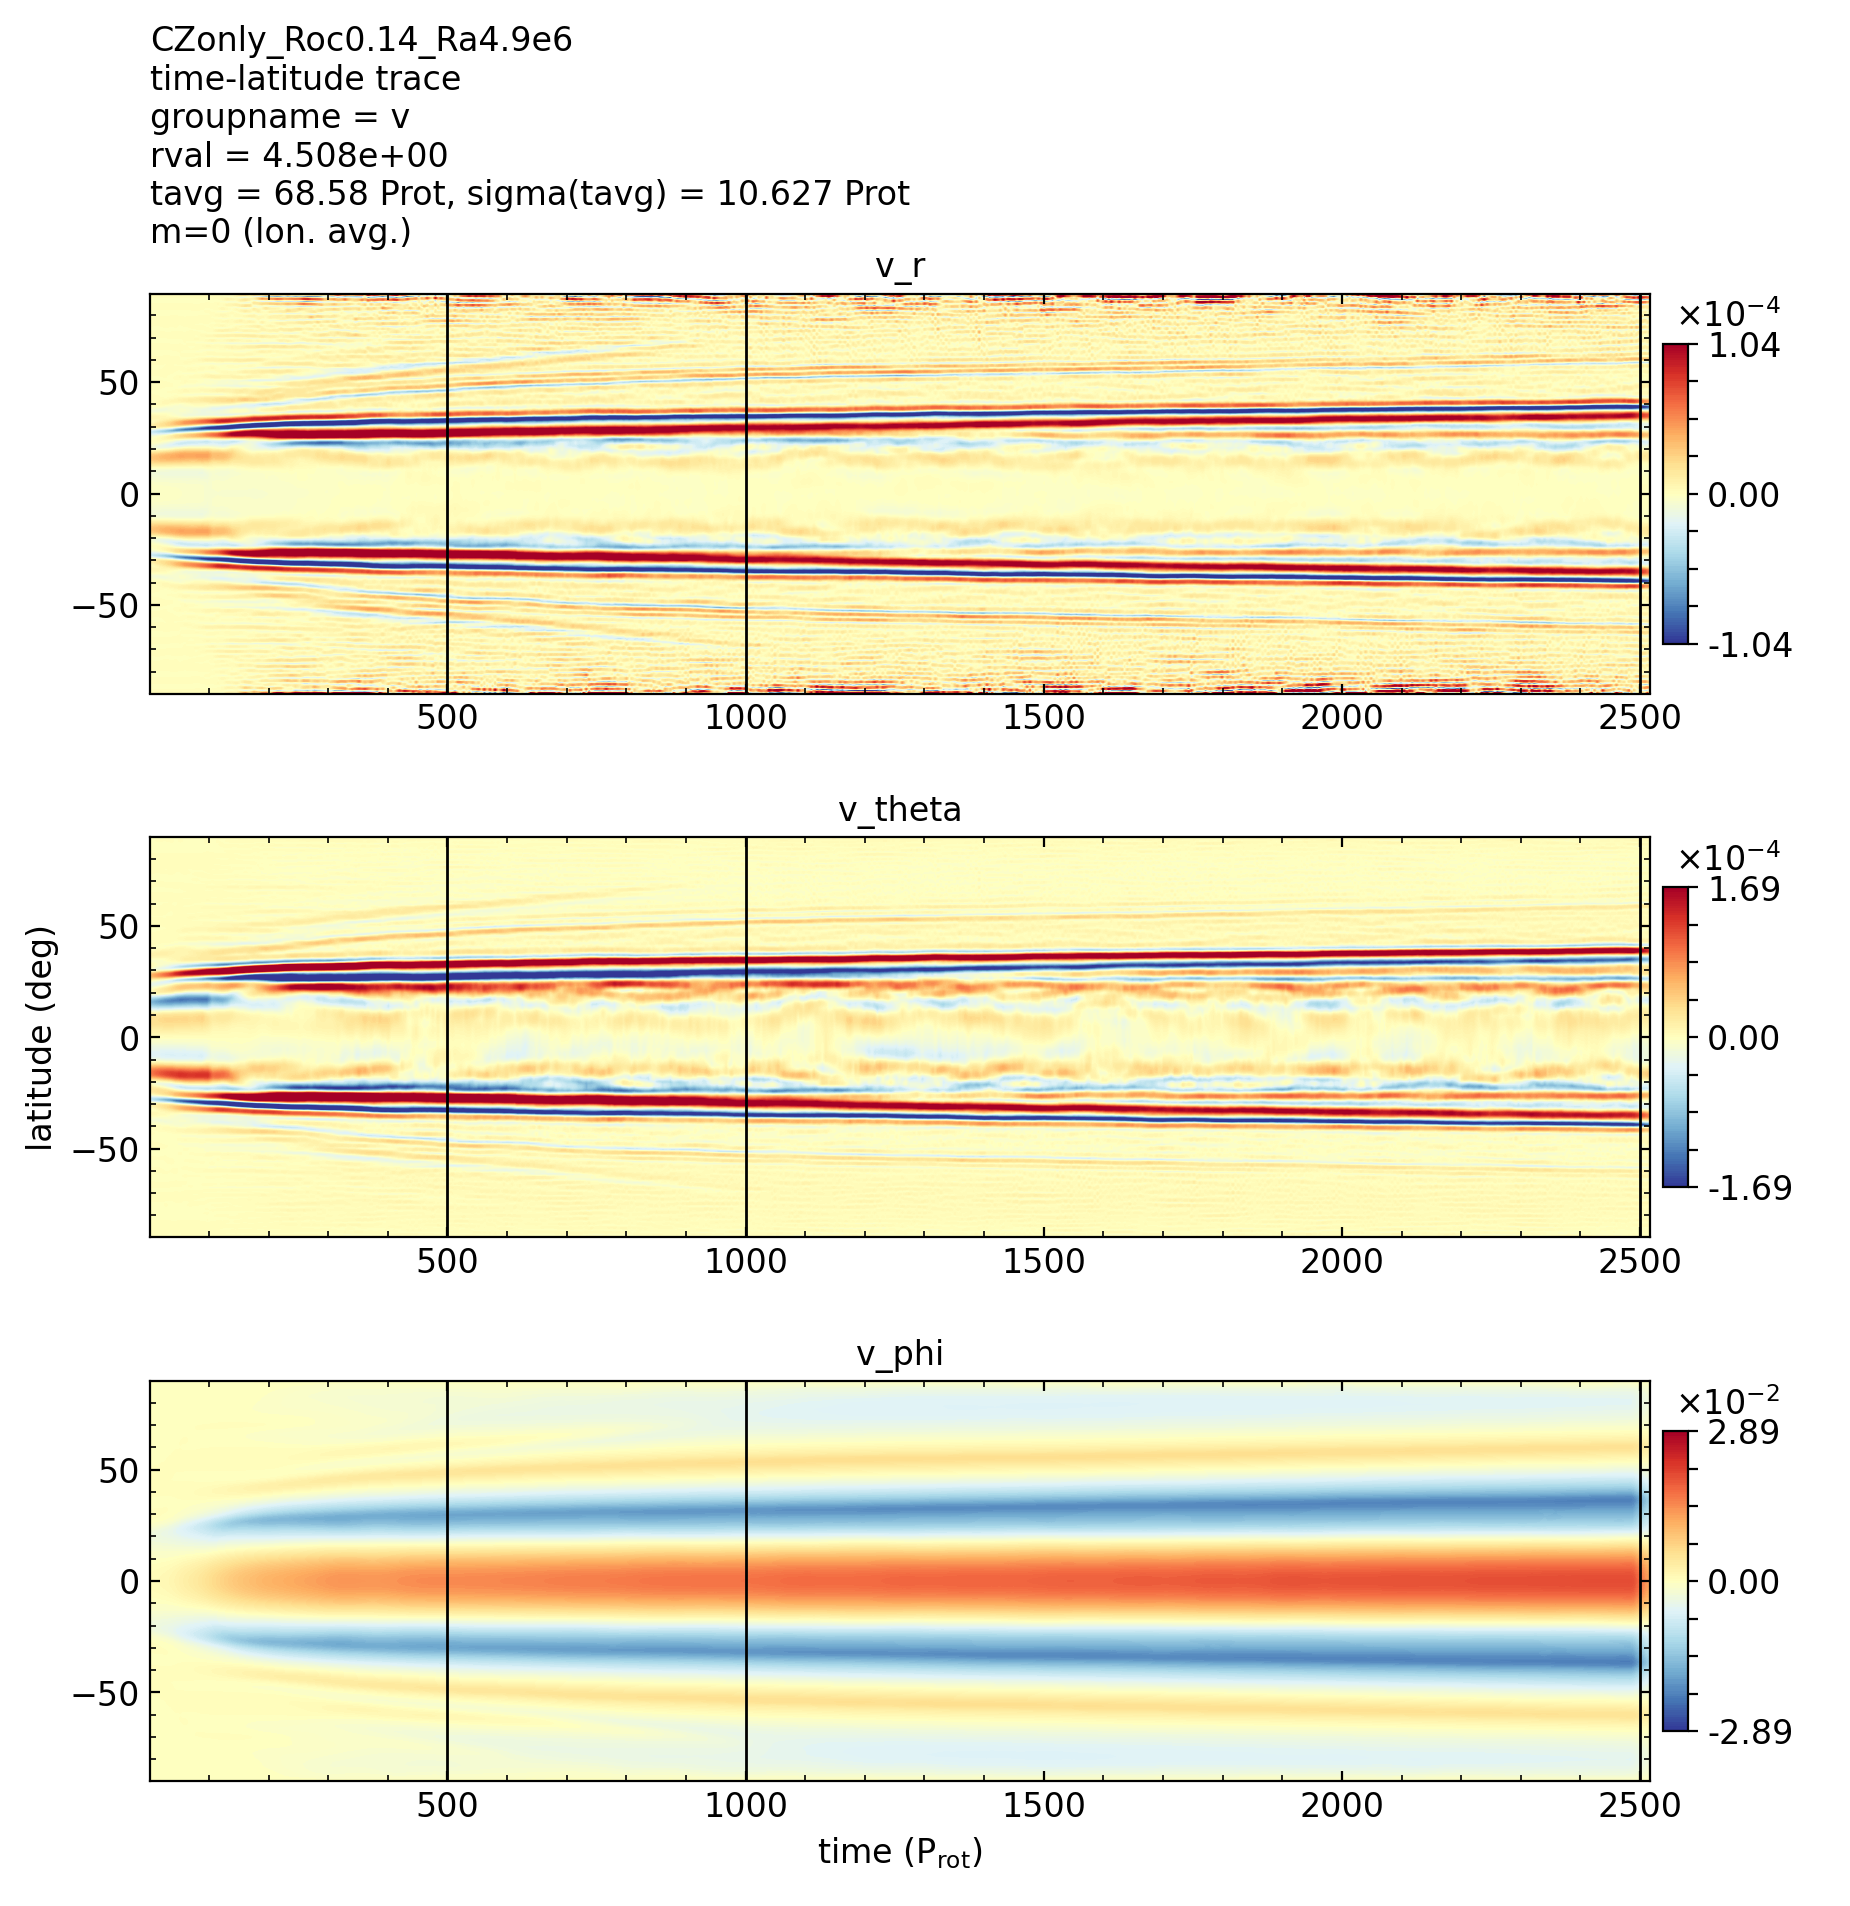 CZonly_Roc0.14_Ra4.9e6
time-latitude trace
groupname = v
rval = 4.508e+00
tavg = 68.58 Prot, sigma(tavg) = 10.627 Prot
m=0 (lon. avg.)
v_r
×10⁻⁴
1.04
0.00
-1.04
50
0
−50
500 1000 1500 2000 2500
v_theta
×10⁻⁴
1.69
0.00
-1.69
latitude (deg)
50
0
−50
500 1000 1500 2000 2500
v_phi
×10⁻²
2.89
0.00
-2.89
50
0
−50
500 1000 1500 2000 2500
time (P_rot)